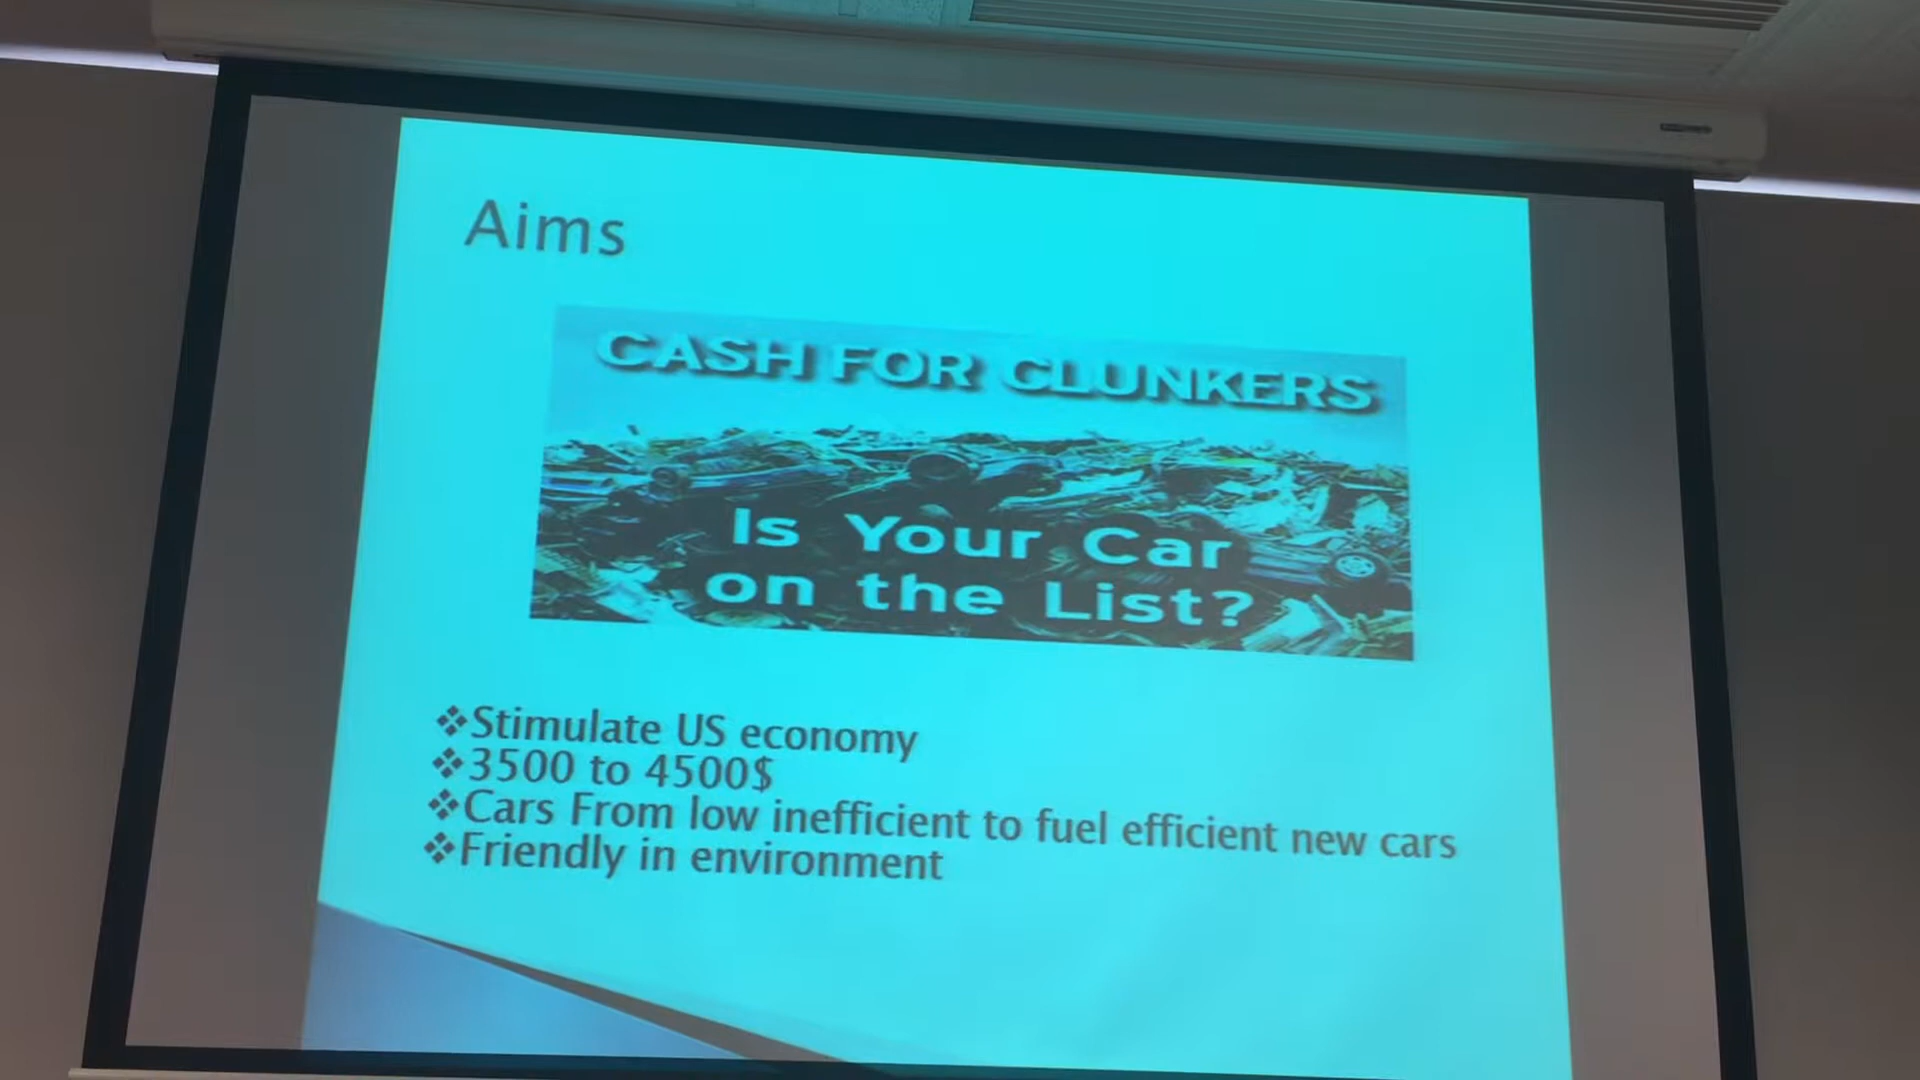 Aims
CASH FOR CLUNKERS
Is Your Car
on the List?
❖Stimulate US economy
❖3500 to 4500$
❖Cars From low inefficient to fuel efficient new cars
❖Friendly in environment